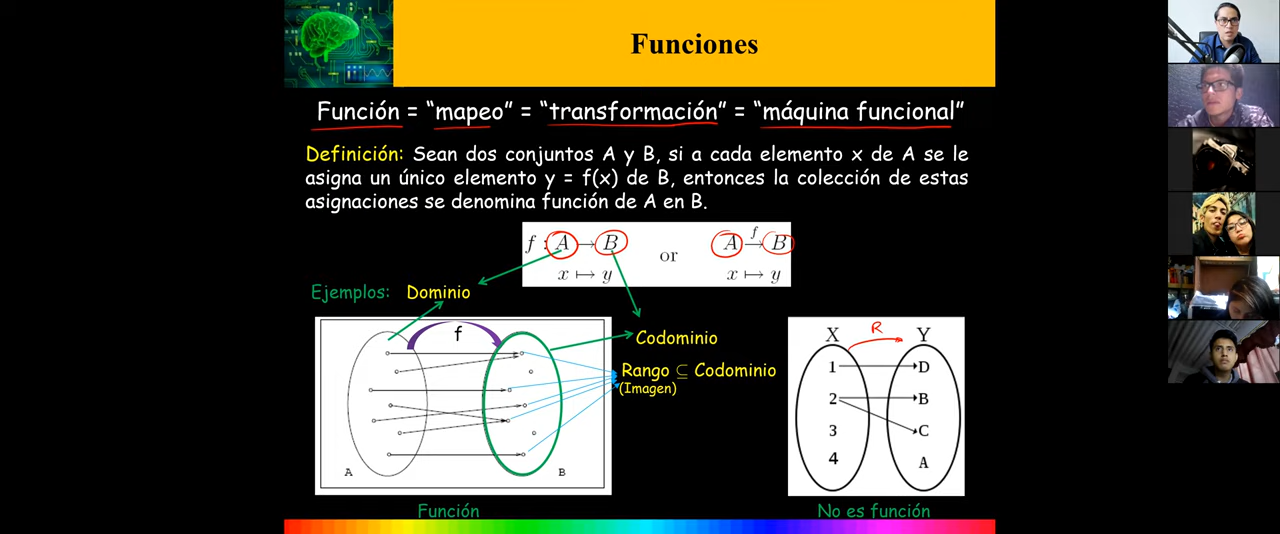 Funciones
Función = “mapeo” = “transformación” = “máquina funcional”
Definición: Sean dos conjuntos A y B, si a cada elemento x de A se le
asigna un único elemento y = f(x) de B, entonces la colección de estas
asignaciones se denomina función de A en B.
f : A → B or A f→ B
x ↦ y x ↦ y
Ejemplos: Dominio
f
Codominio
Rango ⊆ Codominio
(Imagen)
A B
Función
X R Y
1 D
2 B
3 C
4 A
No es función